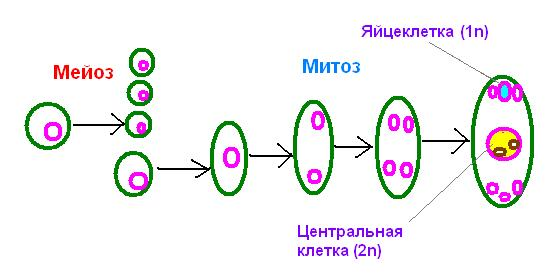 Яйцеклетка (1n)
Мейоз
Митоз
Центральная
клетка (2n)